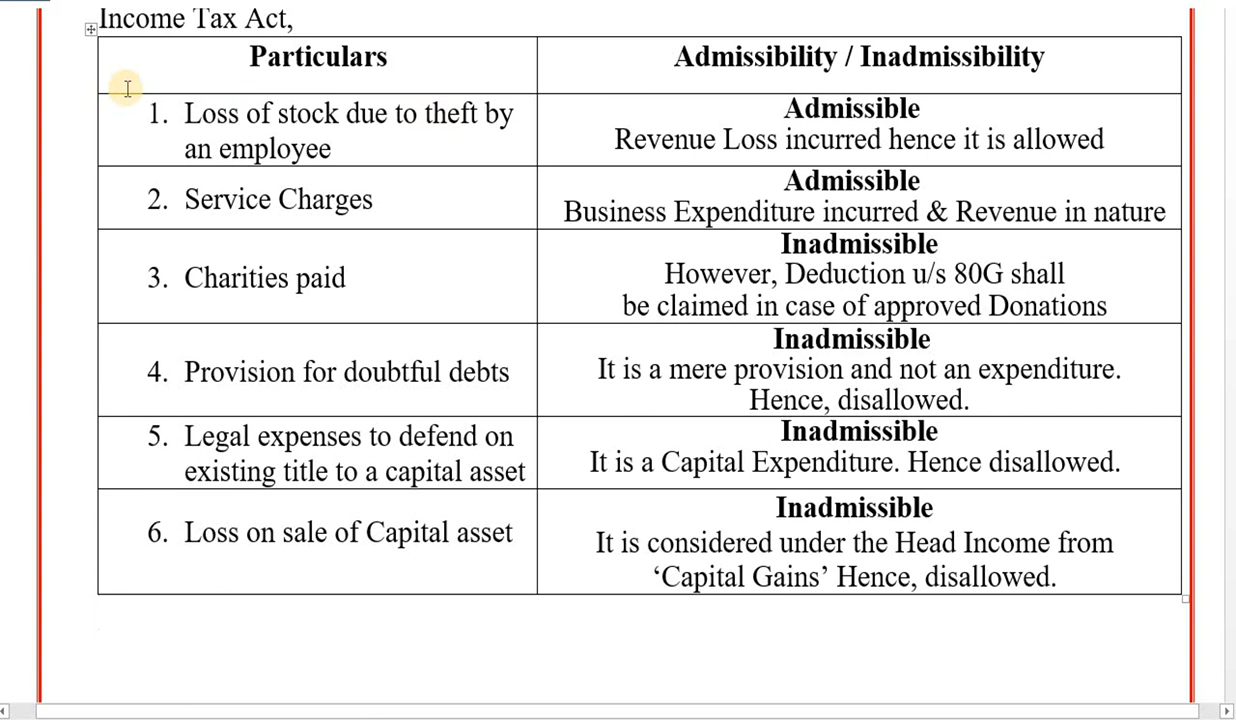 Income Tax Act,
Particulars
Admissibility / Inadmissibility
1. Loss of stock due to theft by
an employee
Admissible
Revenue Loss incurred hence it is allowed
2. Service Charges
Admissible
Business Expenditure incurred & Revenue in nature
3. Charities paid
Inadmissible
However, Deduction u/s 80G shall
be claimed in case of approved Donations
4. Provision for doubtful debts
Inadmissible
It is a mere provision and not an expenditure.
Hence, disallowed.
5. Legal expenses to defend on
existing title to a capital asset
Inadmissible
It is a Capital Expenditure. Hence disallowed.
6. Loss on sale of Capital asset
Inadmissible
It is considered under the Head Income from
‘Capital Gains’ Hence, disallowed.